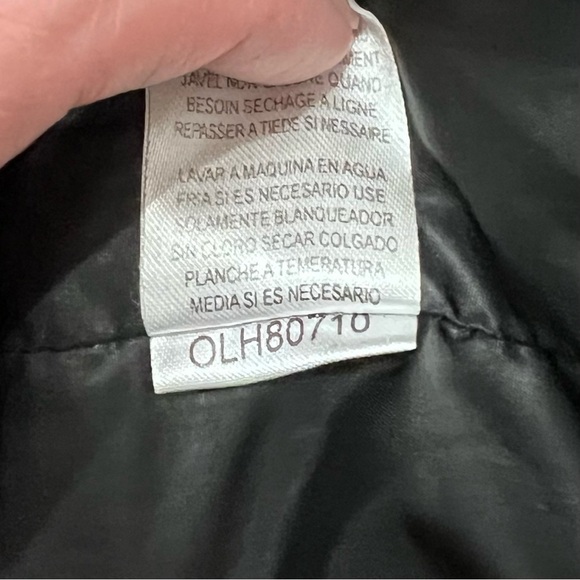 JAVEL NON QUAND
BESOIN SECHAGE A LIGNE
REPASSER A TIEDE SI NESSAIRE
LAVAR A MAQUINA EN AGUA
FRIA SI ES NECESARIO USE
SOLAMENTE BLANQUEADOR
SIN CLORO SECAR COLGADO
PLANCHE A TEMERATURA
MEDIA SI ES NECESARIO
OLH80710